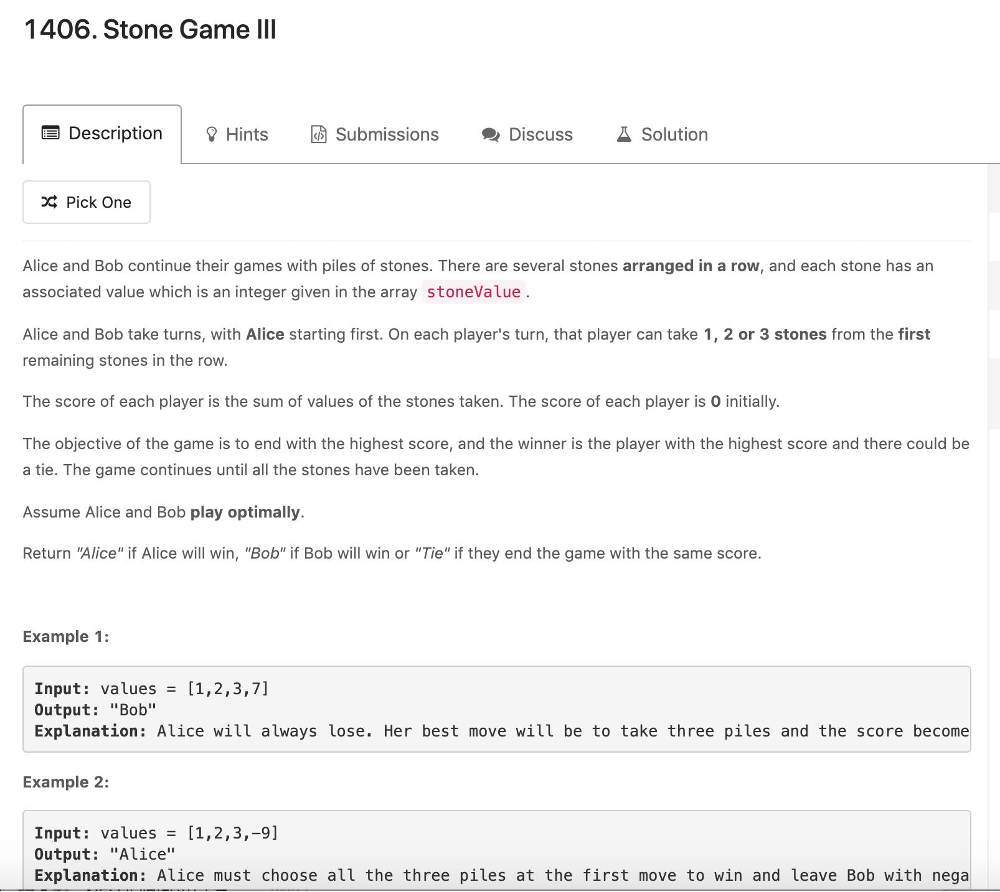 1406. Stone Game III
Description
Hints
Submissions
Discuss
Solution
Pick One
Alice and Bob continue their games with piles of stones. There are several stones arranged in a row, and each stone has an
associated value which is an integer given in the array stoneValue.
Alice and Bob take turns, with Alice starting first. On each player's turn, that player can take 1, 2 or 3 stones from the first
remaining stones in the row.
The score of each player is the sum of values of the stones taken. The score of each player is 0 initially.
The objective of the game is to end with the highest score, and the winner is the player with the highest score and there could be
a tie. The game continues until all the stones have been taken.
Assume Alice and Bob play optimally.
Return "Alice" if Alice will win, "Bob" if Bob will win or "Tie" if they end the game with the same score.
Example 1:
Input: values = [1,2,3,7]
Output: "Bob"
Explanation: Alice will always lose. Her best move will be to take three piles and the score become
Example 2:
Input: values = [1,2,3,-9]
Output: "Alice"
Explanation: Alice must choose all the three piles at the first move to win and leave Bob with nega